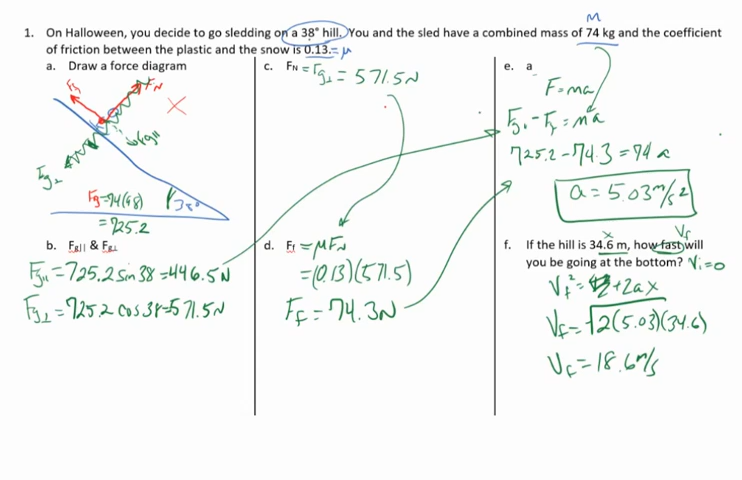 M
1. On Halloween, you decide to go sledding on a 38° hill. You and the sled have a combined mass of 74 kg and the coefficient
of friction between the plastic and the snow is 0.13. = μ
a. Draw a force diagram
Ff
FN
Fg||
Fg⊥
Fg=74(9.8)
= 725.2
38°
b. Fg|| & Fg⊥
Fg|| = 725.2 sin 38 = 446.5N
Fg⊥ = 725.2 cos 38 = 571.5N
c. FN = Fg⊥ = 571.5N
d. Ff = μFN
= (0.13)(571.5)
Ff = 74.3N
e. a
F=ma
Fg|| - Ff = ma
725.2 - 74.3 = 74 a
a = 5.03 m/s²
x Vf
f. If the hill is 34.6 m, how fast will
you be going at the bottom? Vi=0
Vf² = +2ax
Vf = √2(5.03)(34.6)
Vf = 18.6 m/s